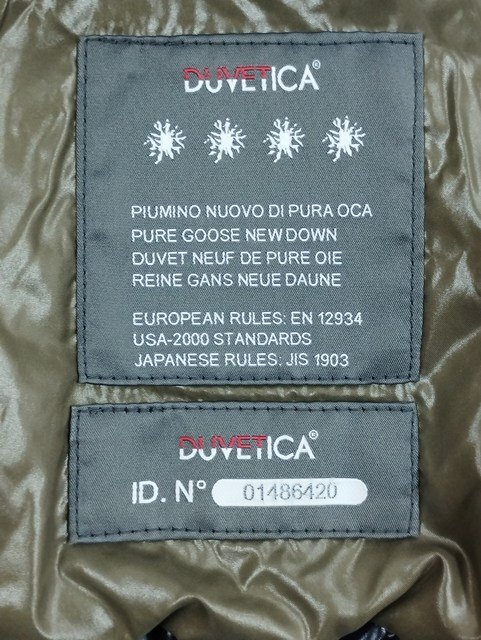 DUVETICA®
PIUMINO NUOVO DI PURA OCA
PURE GOOSE NEW DOWN
DUVET NEUF DE PURE OIE
REINE GANS NEUE DAUNE
EUROPEAN RULES: EN 12934
USA-2000 STANDARDS
JAPANESE RULES: JIS 1903
DUVETICA®
ID. N° 01486420